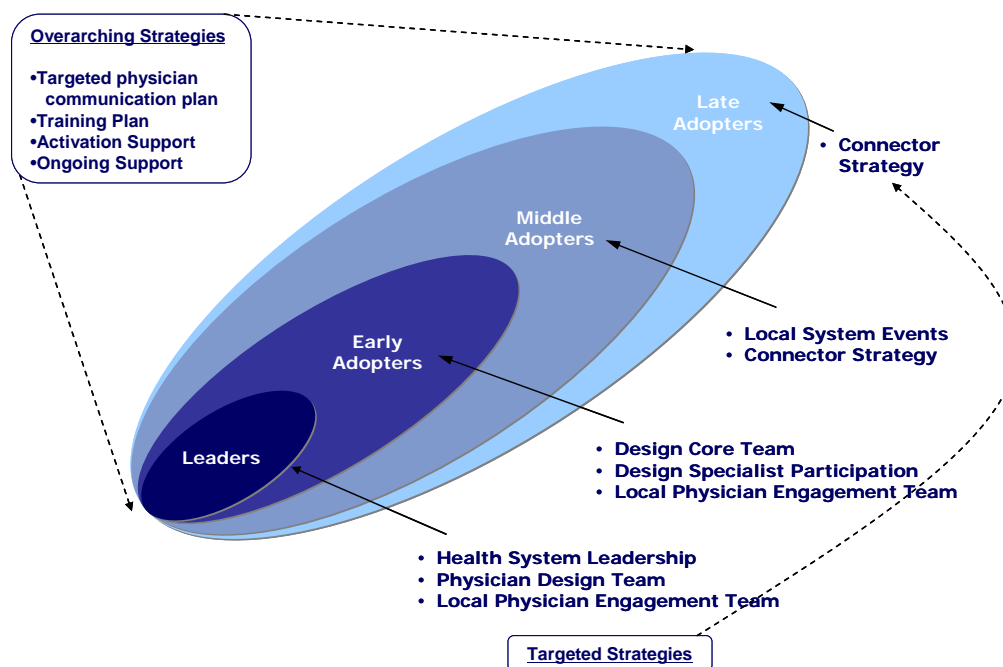 Overarching Strategies
•Targeted physician
communication plan
•Training Plan
•Activation Support
•Ongoing Support
Late
Adopters
• Connector
Strategy
Middle
Adopters
• Local System Events
• Connector Strategy
Early
Adopters
• Design Core Team
• Design Specialist Participation
• Local Physician Engagement Team
Leaders
• Health System Leadership
• Physician Design Team
• Local Physician Engagement Team
Targeted Strategies